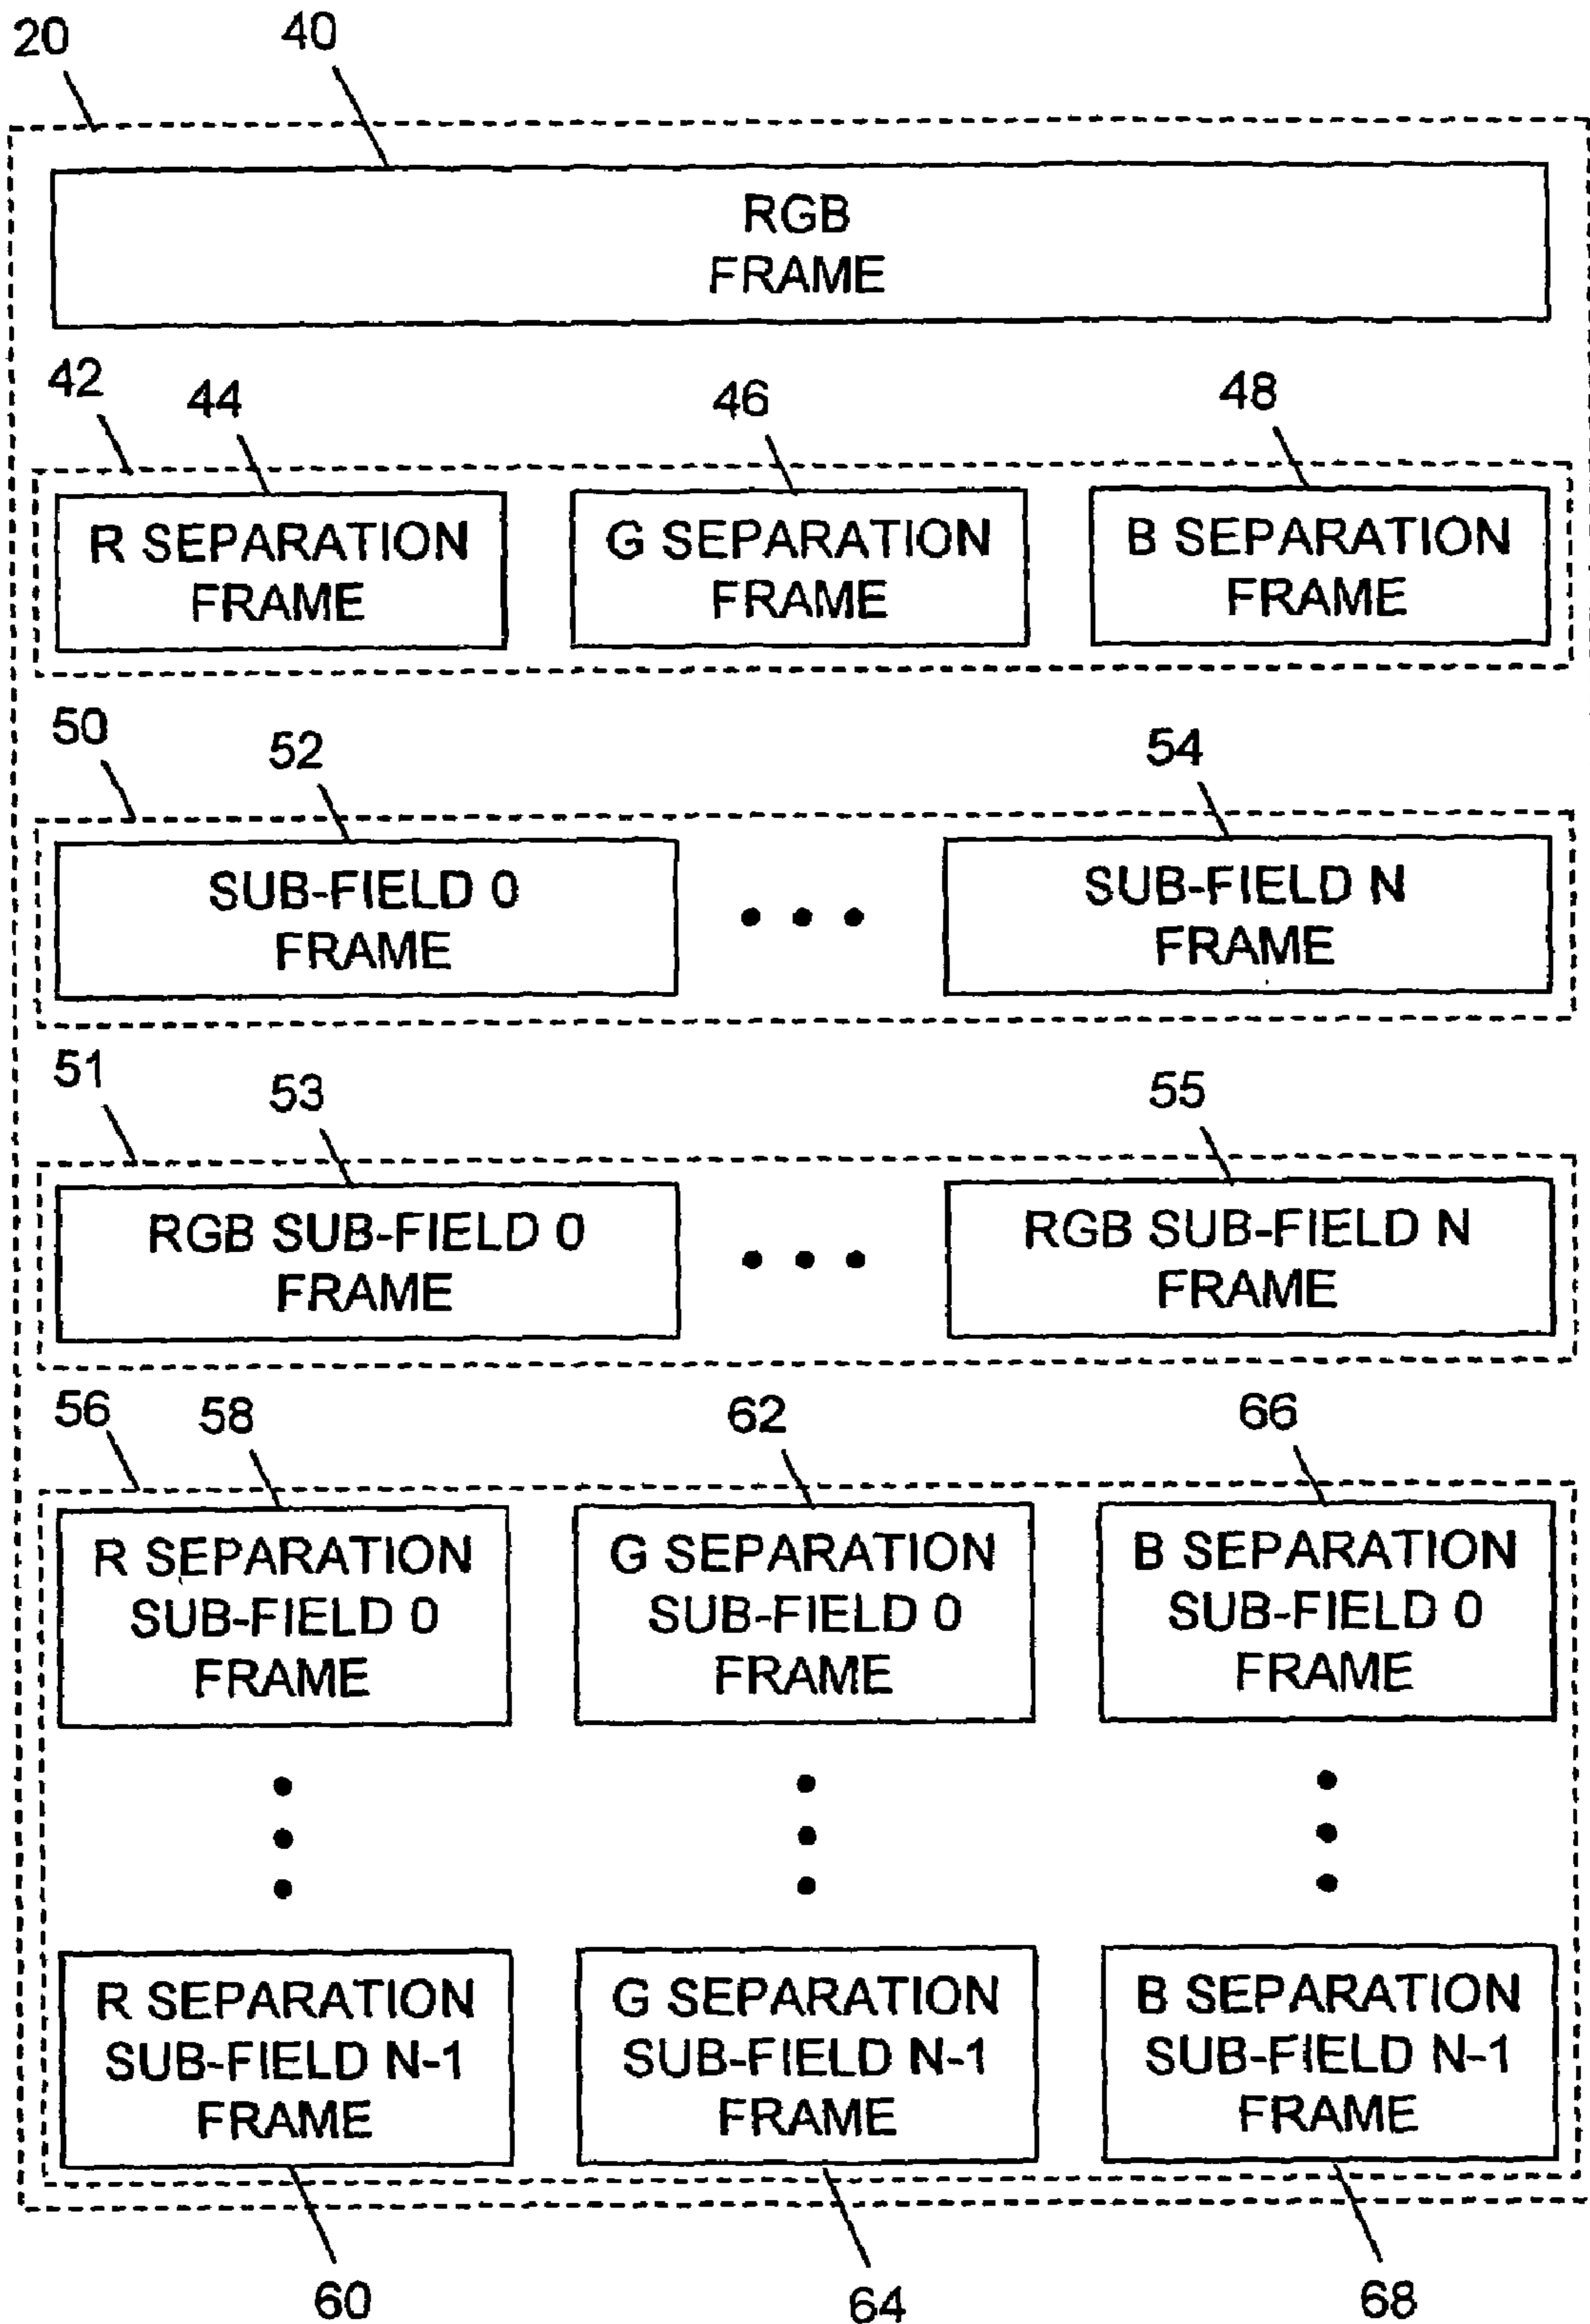 20 40
RGB
FRAME
42 44 46 48
R SEPARATION
FRAME
G SEPARATION
FRAME
B SEPARATION
FRAME
50 52 54
SUB-FIELD 0
FRAME
SUB-FIELD N
FRAME
51 53 55
RGB SUB-FIELD 0
FRAME
RGB SUB-FIELD N
FRAME
56 58 62 66
R SEPARATION
SUB-FIELD 0
FRAME
G SEPARATION
SUB-FIELD 0
FRAME
B SEPARATION
SUB-FIELD 0
FRAME
R SEPARATION
SUB-FIELD N-1
FRAME
G SEPARATION
SUB-FIELD N-1
FRAME
B SEPARATION
SUB-FIELD N-1
FRAME
60 64 68